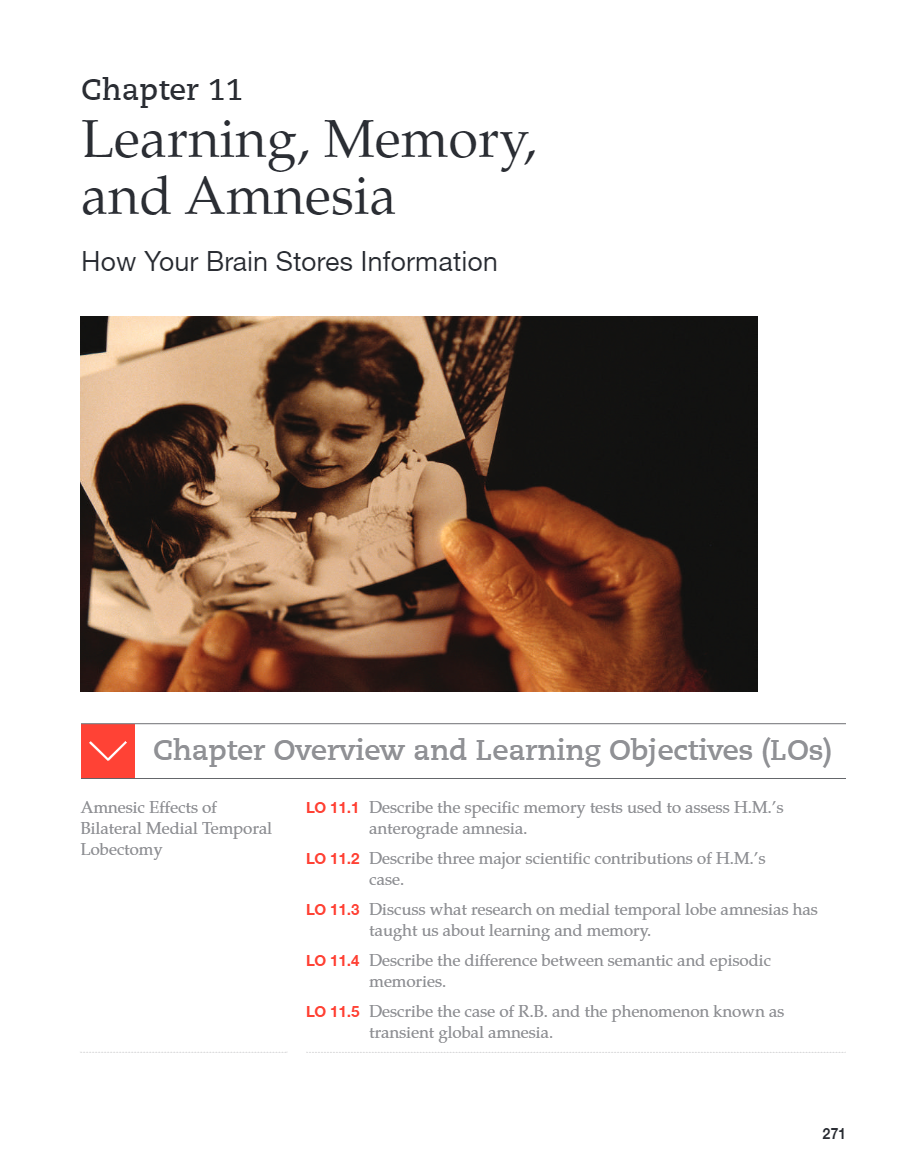 Chapter 11
Learning, Memory,
and Amnesia
How Your Brain Stores Information
Chapter Overview and Learning Objectives (LOs)
Amnesic Effects of
Bilateral Medial Temporal
Lobectomy
LO 11.1 Describe the specific memory tests used to assess H.M.’s
anterograde amnesia.
LO 11.2 Describe three major scientific contributions of H.M.’s
case.
LO 11.3 Discuss what research on medial temporal lobe amnesias has
taught us about learning and memory.
LO 11.4 Describe the difference between semantic and episodic
memories.
LO 11.5 Describe the case of R.B. and the phenomenon known as
transient global amnesia.
271